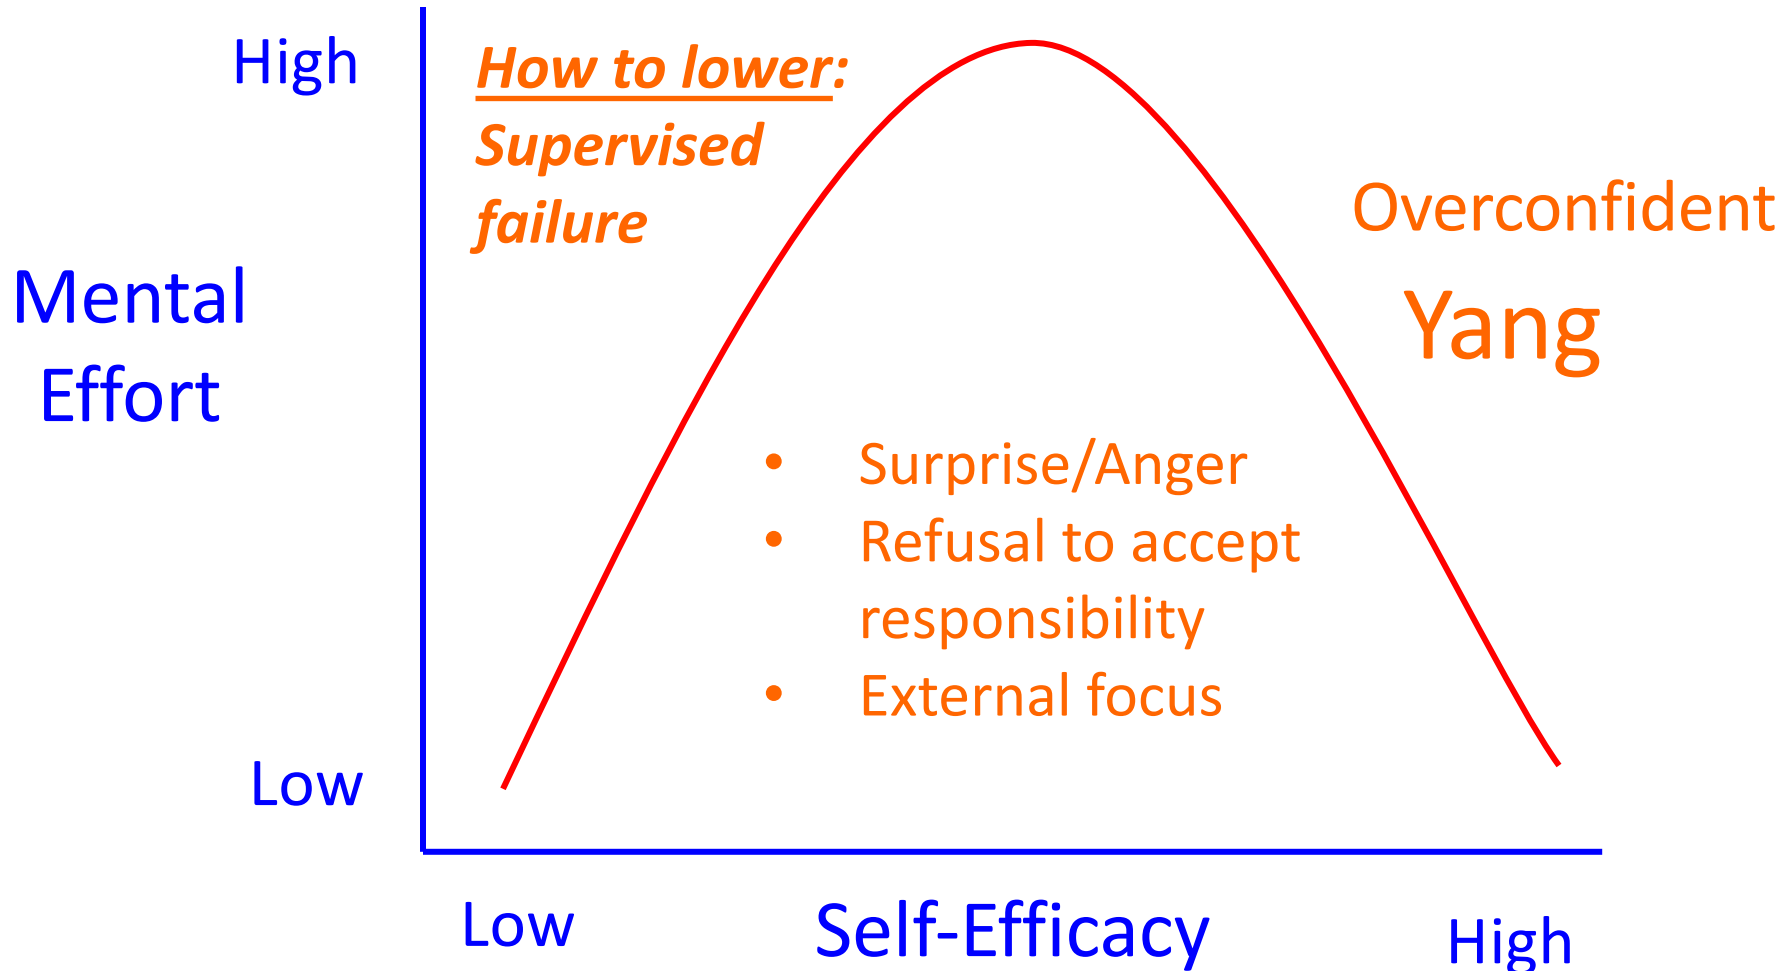 High
How to lower:
Supervised
failure
Overconfident
Yang
Mental
Effort
• Surprise/Anger
• Refusal to accept
responsibility
• External focus
Low
Low
Self-Efficacy
High